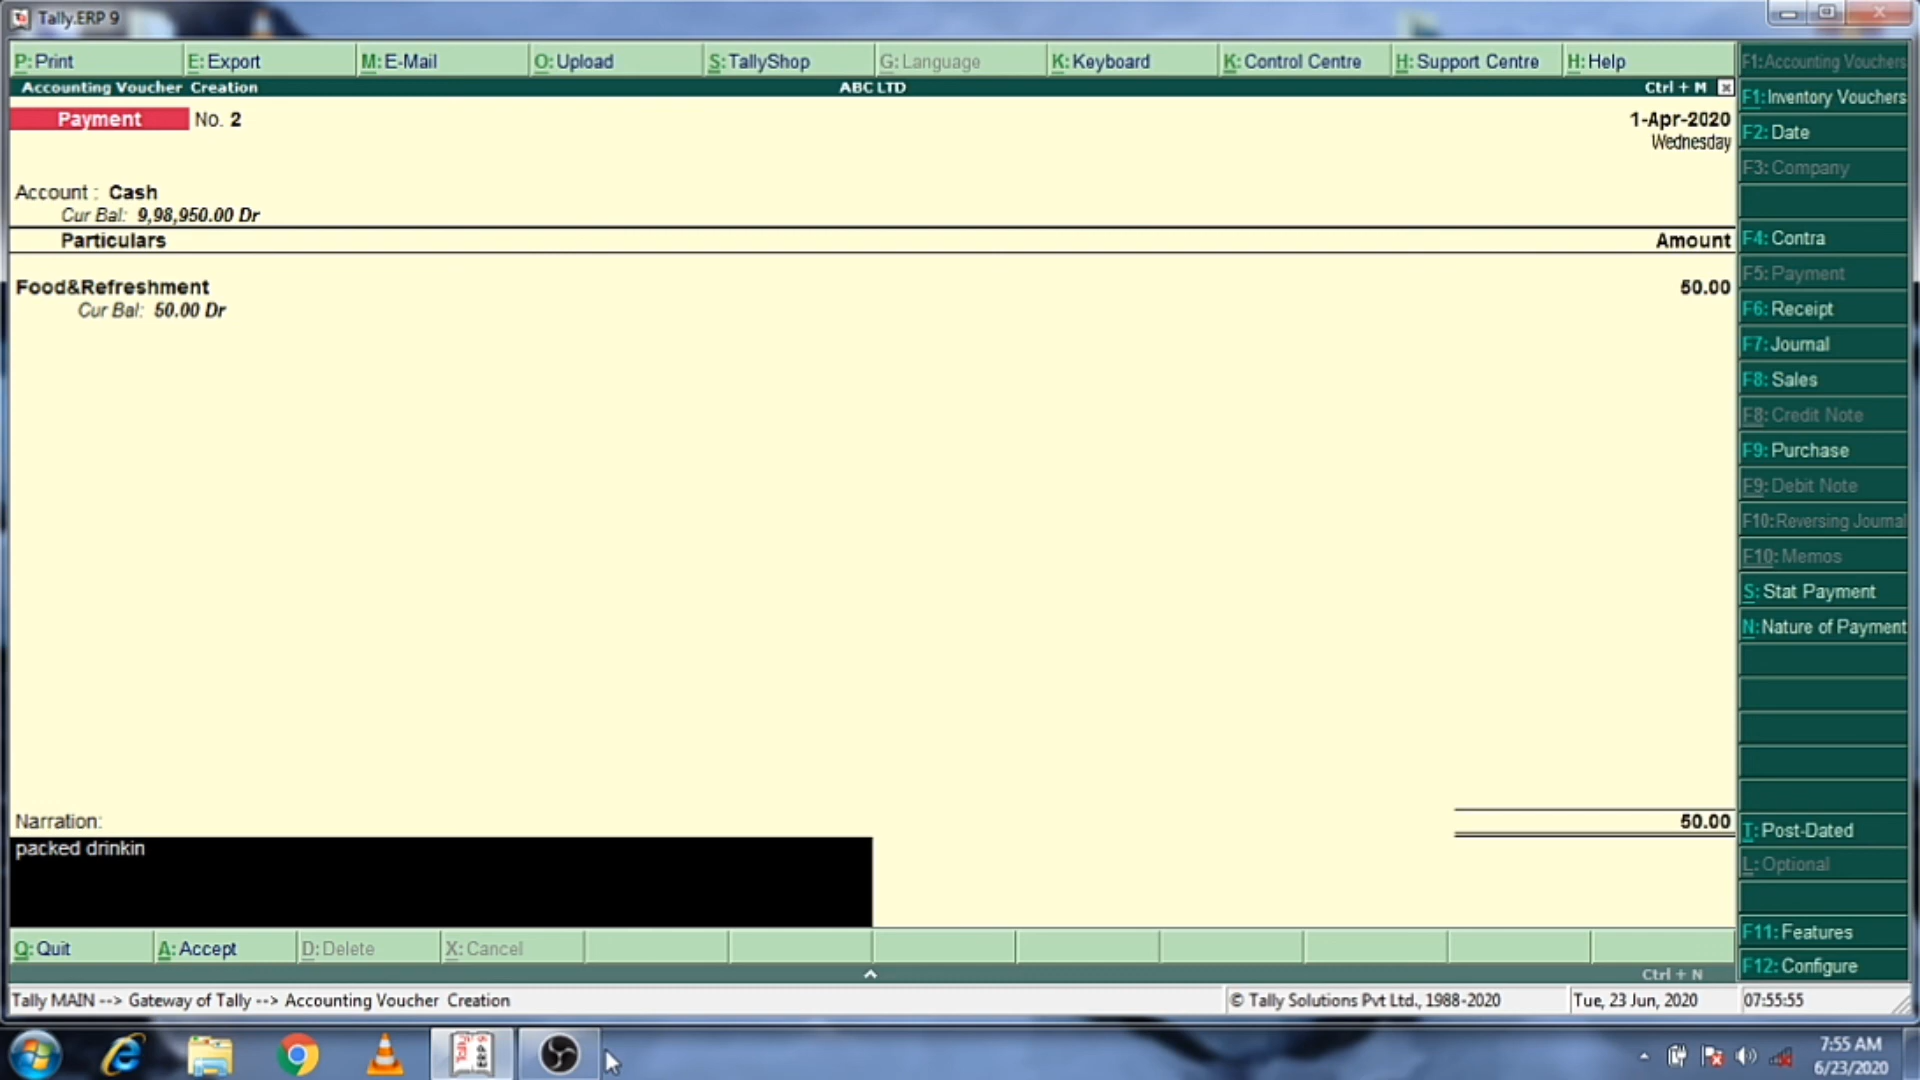 Tally.ERP 9
P: Print E: Export M: E-Mail O: Upload S: TallyShop G: Language K: Keyboard K: Control Centre H: Support Centre H: Help
Accounting Voucher Creation ABC LTD Ctrl + M
Payment No. 2 1-Apr-2020
Wednesday
Account : Cash
Cur Bal: 9,98,950.00 Dr
Particulars Amount
Food&Refreshment 50.00
Cur Bal: 50.00 Dr
Narration: 50.00
packed drinkin
Q: Quit A: Accept D: Delete X: Cancel
Ctrl + N
Tally MAIN --> Gateway of Tally --> Accounting Voucher Creation © Tally Solutions Pvt Ltd., 1988-2020 Tue, 23 Jun, 2020 07:55:55
F1: Accounting Vouchers
F1: Inventory Vouchers
F2: Date
F3: Company
F4: Contra
F5: Payment
F6: Receipt
F7: Journal
F8: Sales
F8: Credit Note
F9: Purchase
F9: Debit Note
F10: Reversing Journal
F10: Memos
S: Stat Payment
N: Nature of Payment
T: Post-Dated
L: Optional
F11: Features
F12: Configure
Tally
ERP 9
7:55 AM
6/23/2020